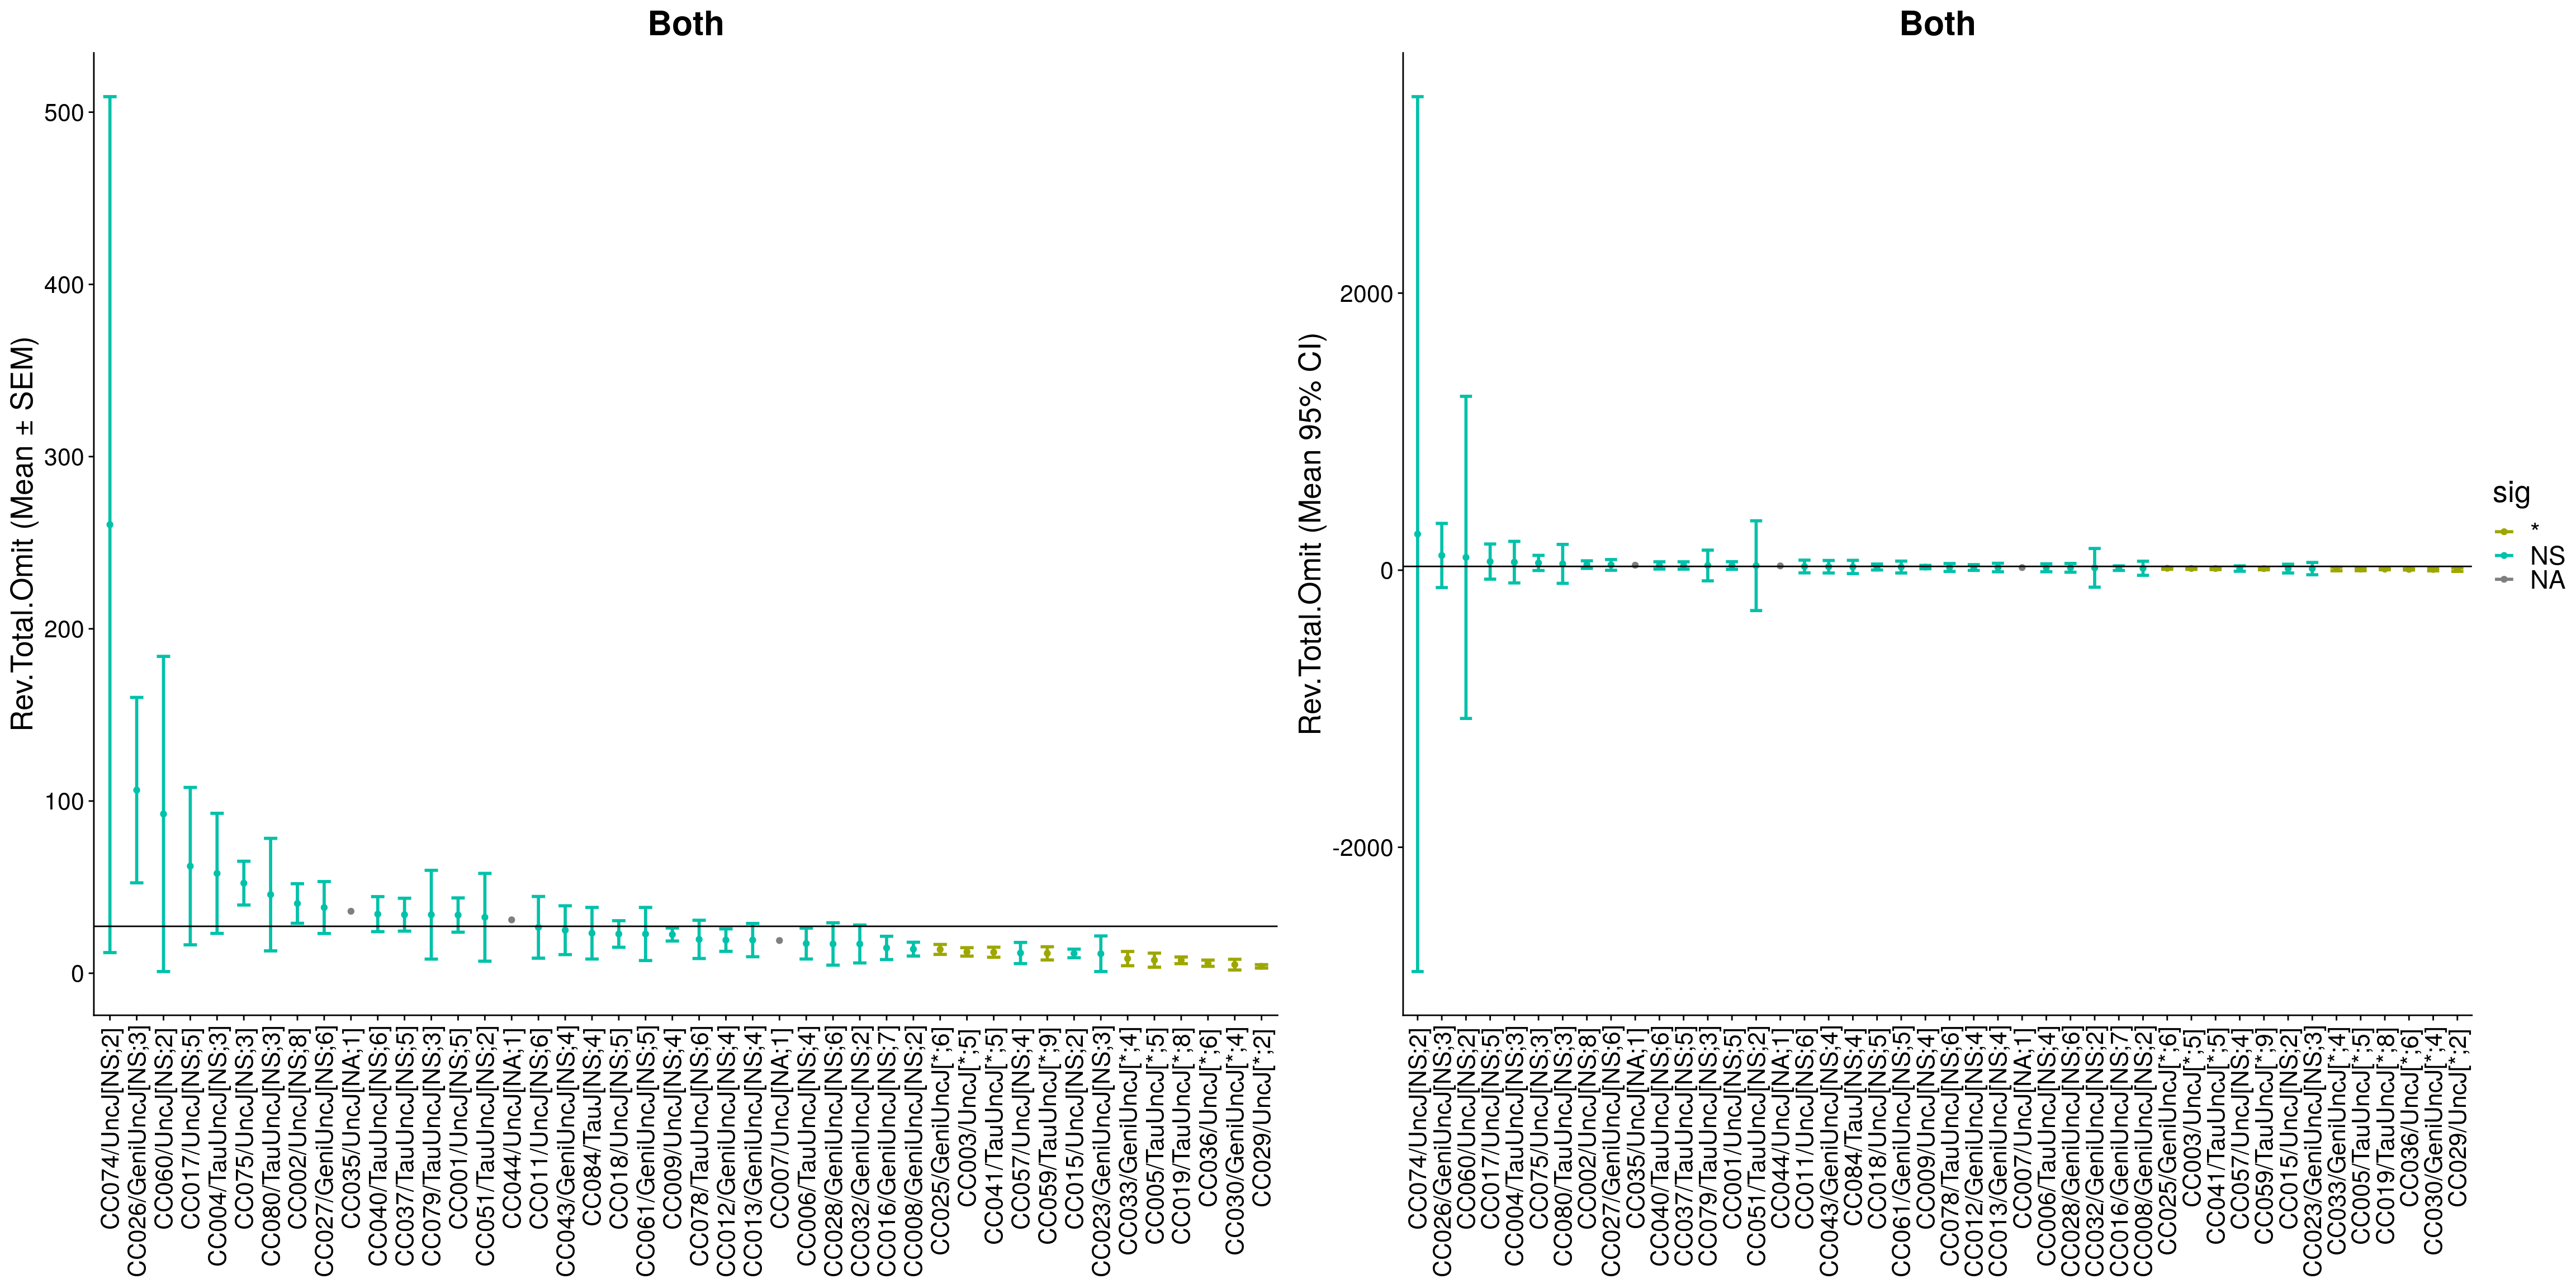 Both
Rev.Total.Omit (Mean ± SEM)
500
400
300
200
100
0
CC074/UncJ[NS;2]
CC026/GeniUncJ[NS;3]
CC060/UncJ[NS;2]
CC017/UncJ[NS;5]
CC004/TauUncJ[NS;3]
CC075/UncJ[NS;3]
CC080/TauUncJ[NS;3]
CC002/UncJ[NS;8]
CC027/GeniUncJ[NS;6]
CC035/UncJ[NA;1]
CC040/TauUncJ[NS;6]
CC037/TauUncJ[NS;5]
CC079/TauUncJ[NS;3]
CC001/UncJ[NS;5]
CC051/TauUncJ[NS;2]
CC044/UncJ[NA;1]
CC011/UncJ[NS;6]
CC043/GeniUncJ[NS;4]
CC084/TauJ[NS;4]
CC018/UncJ[NS;5]
CC061/GeniUncJ[NS;5]
CC009/UncJ[NS;4]
CC078/TauUncJ[NS;6]
CC012/GeniUncJ[NS;4]
CC013/GeniUncJ[NS;4]
CC007/UncJ[NA;1]
CC006/TauUncJ[NS;4]
CC028/GeniUncJ[NS;6]
CC032/GeniUncJ[NS;2]
CC016/GeniUncJ[NS;7]
CC008/GeniUncJ[NS;2]
CC025/GeniUncJ[*;6]
CC003/UncJ[*;5]
CC041/TauUncJ[*;5]
CC057/UncJ[NS;4]
CC059/TauUncJ[*;9]
CC015/UncJ[NS;2]
CC023/GeniUncJ[NS;3]
CC033/GeniUncJ[*;4]
CC005/TauUncJ[*;5]
CC019/TauUncJ[*;8]
CC036/UncJ[*;6]
CC030/GeniUncJ[*;4]
CC029/UncJ[*;2]
Both
Rev.Total.Omit (Mean 95% CI)
2000
0
-2000
CC074/UncJ[NS;2]
CC026/GeniUncJ[NS;3]
CC060/UncJ[NS;2]
CC017/UncJ[NS;5]
CC004/TauUncJ[NS;3]
CC075/UncJ[NS;3]
CC080/TauUncJ[NS;3]
CC002/UncJ[NS;8]
CC027/GeniUncJ[NS;6]
CC035/UncJ[NA;1]
CC040/TauUncJ[NS;6]
CC037/TauUncJ[NS;5]
CC079/TauUncJ[NS;3]
CC001/UncJ[NS;5]
CC051/TauUncJ[NS;2]
CC044/UncJ[NA;1]
CC011/UncJ[NS;6]
CC043/GeniUncJ[NS;4]
CC084/TauJ[NS;4]
CC018/UncJ[NS;5]
CC061/GeniUncJ[NS;5]
CC009/UncJ[NS;4]
CC078/TauUncJ[NS;6]
CC012/GeniUncJ[NS;4]
CC013/GeniUncJ[NS;4]
CC007/UncJ[NA;1]
CC006/TauUncJ[NS;4]
CC028/GeniUncJ[NS;6]
CC032/GeniUncJ[NS;2]
CC016/GeniUncJ[NS;7]
CC008/GeniUncJ[NS;2]
CC025/GeniUncJ[*;6]
CC003/UncJ[*;5]
CC041/TauUncJ[*;5]
CC057/UncJ[NS;4]
CC059/TauUncJ[*;9]
CC015/UncJ[NS;2]
CC023/GeniUncJ[NS;3]
CC033/GeniUncJ[*;4]
CC005/TauUncJ[*;5]
CC019/TauUncJ[*;8]
CC036/UncJ[*;6]
CC030/GeniUncJ[*;4]
CC029/UncJ[*;2]
sig
*
NS
NA